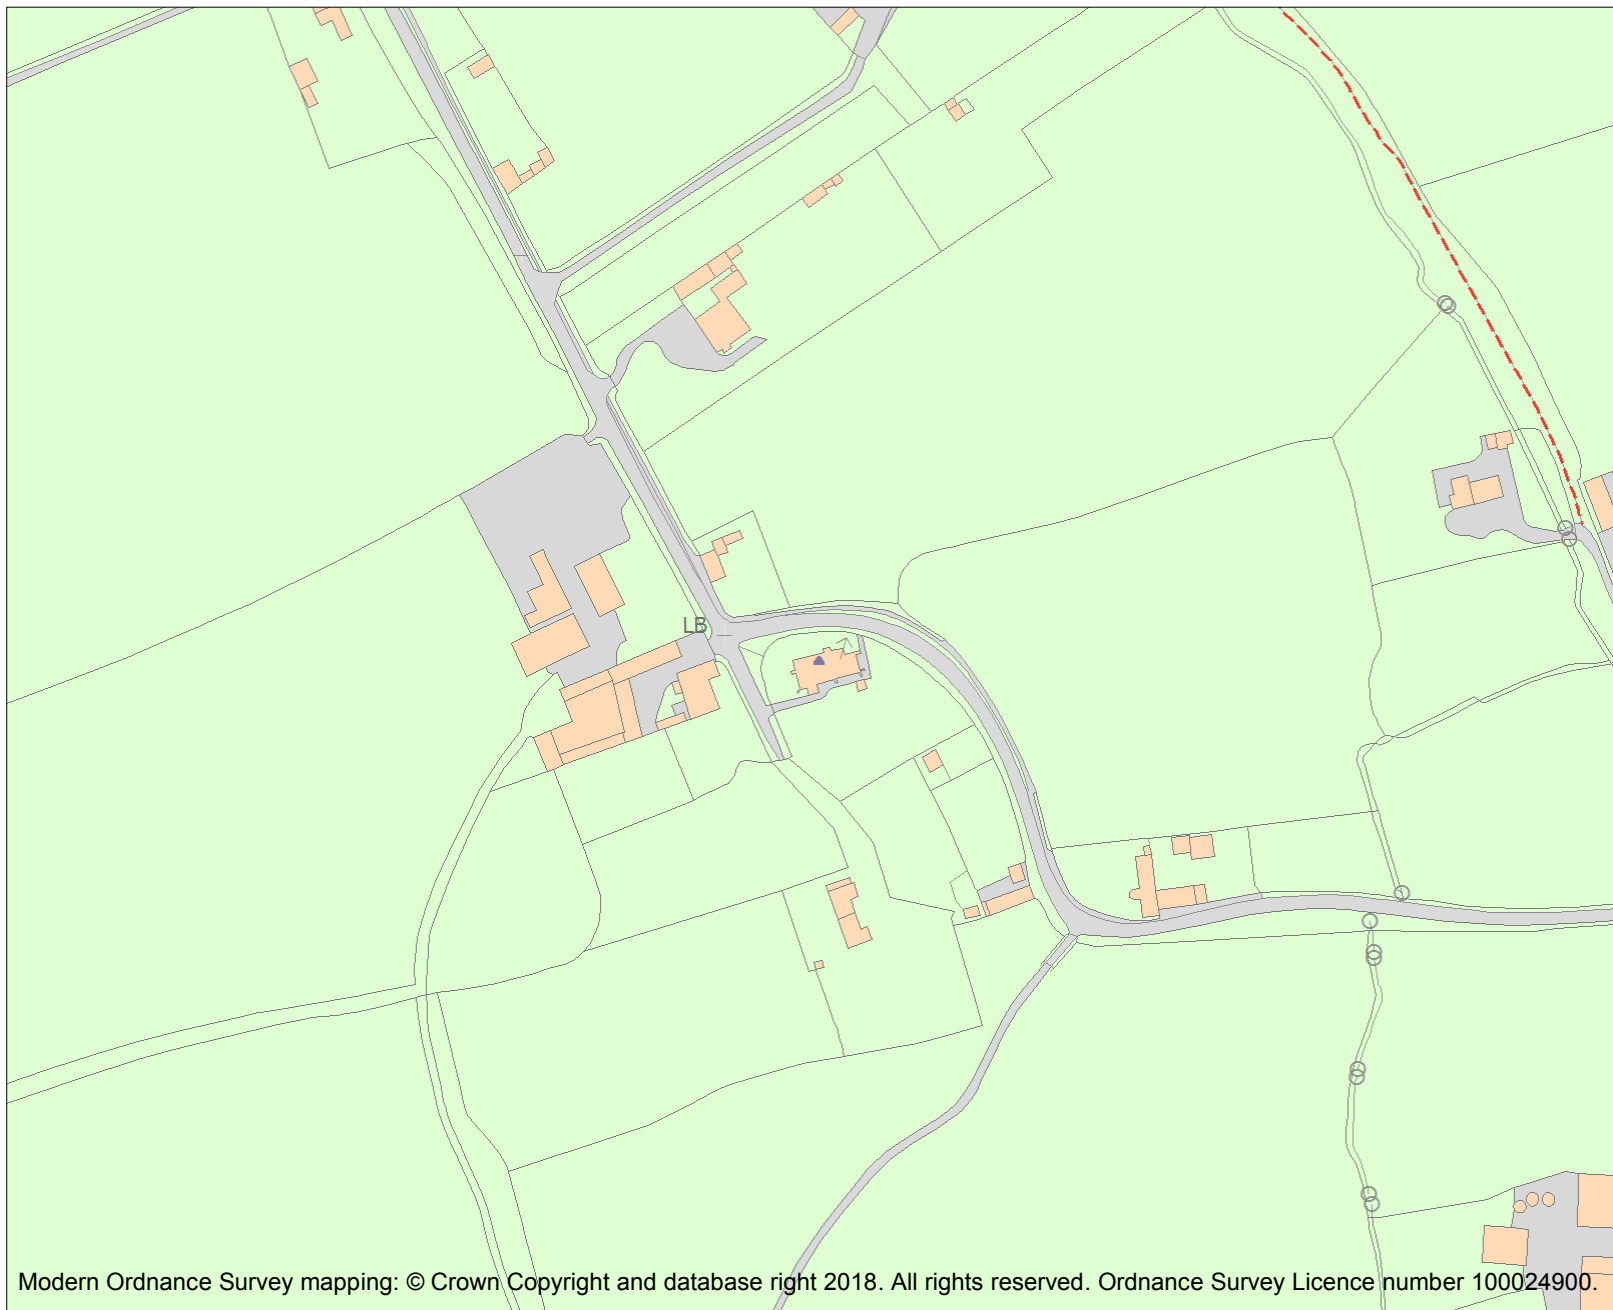 LB
Modern Ordnance Survey mapping: © Crown Copyright and database right 2018. All rights reserved. Ordnance Survey Licence number 100024900.